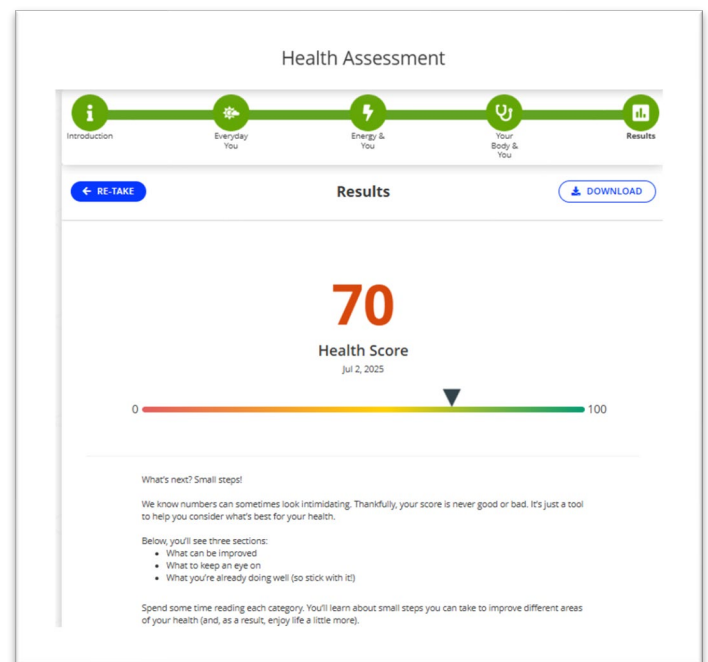 Health Assessment
Introduction
Everyday
You
Energy &
You
Your
Body &
You
Results
RE-TAKE
Results
DOWNLOAD
70
Health Score
Jul 2, 2025
0
100
What's next? Small steps!
We know numbers can sometimes look intimidating. Thankfully, your score is never good or bad. It's just a tool
to help you consider what's best for your health.
Below, you'll see three sections:
• What can be improved
• What to keep an eye on
• What you're already doing well (so stick with it!)
Spend some time reading each category. You'll learn about small steps you can take to improve different areas
of your health (and, as a result, enjoy life a little more).